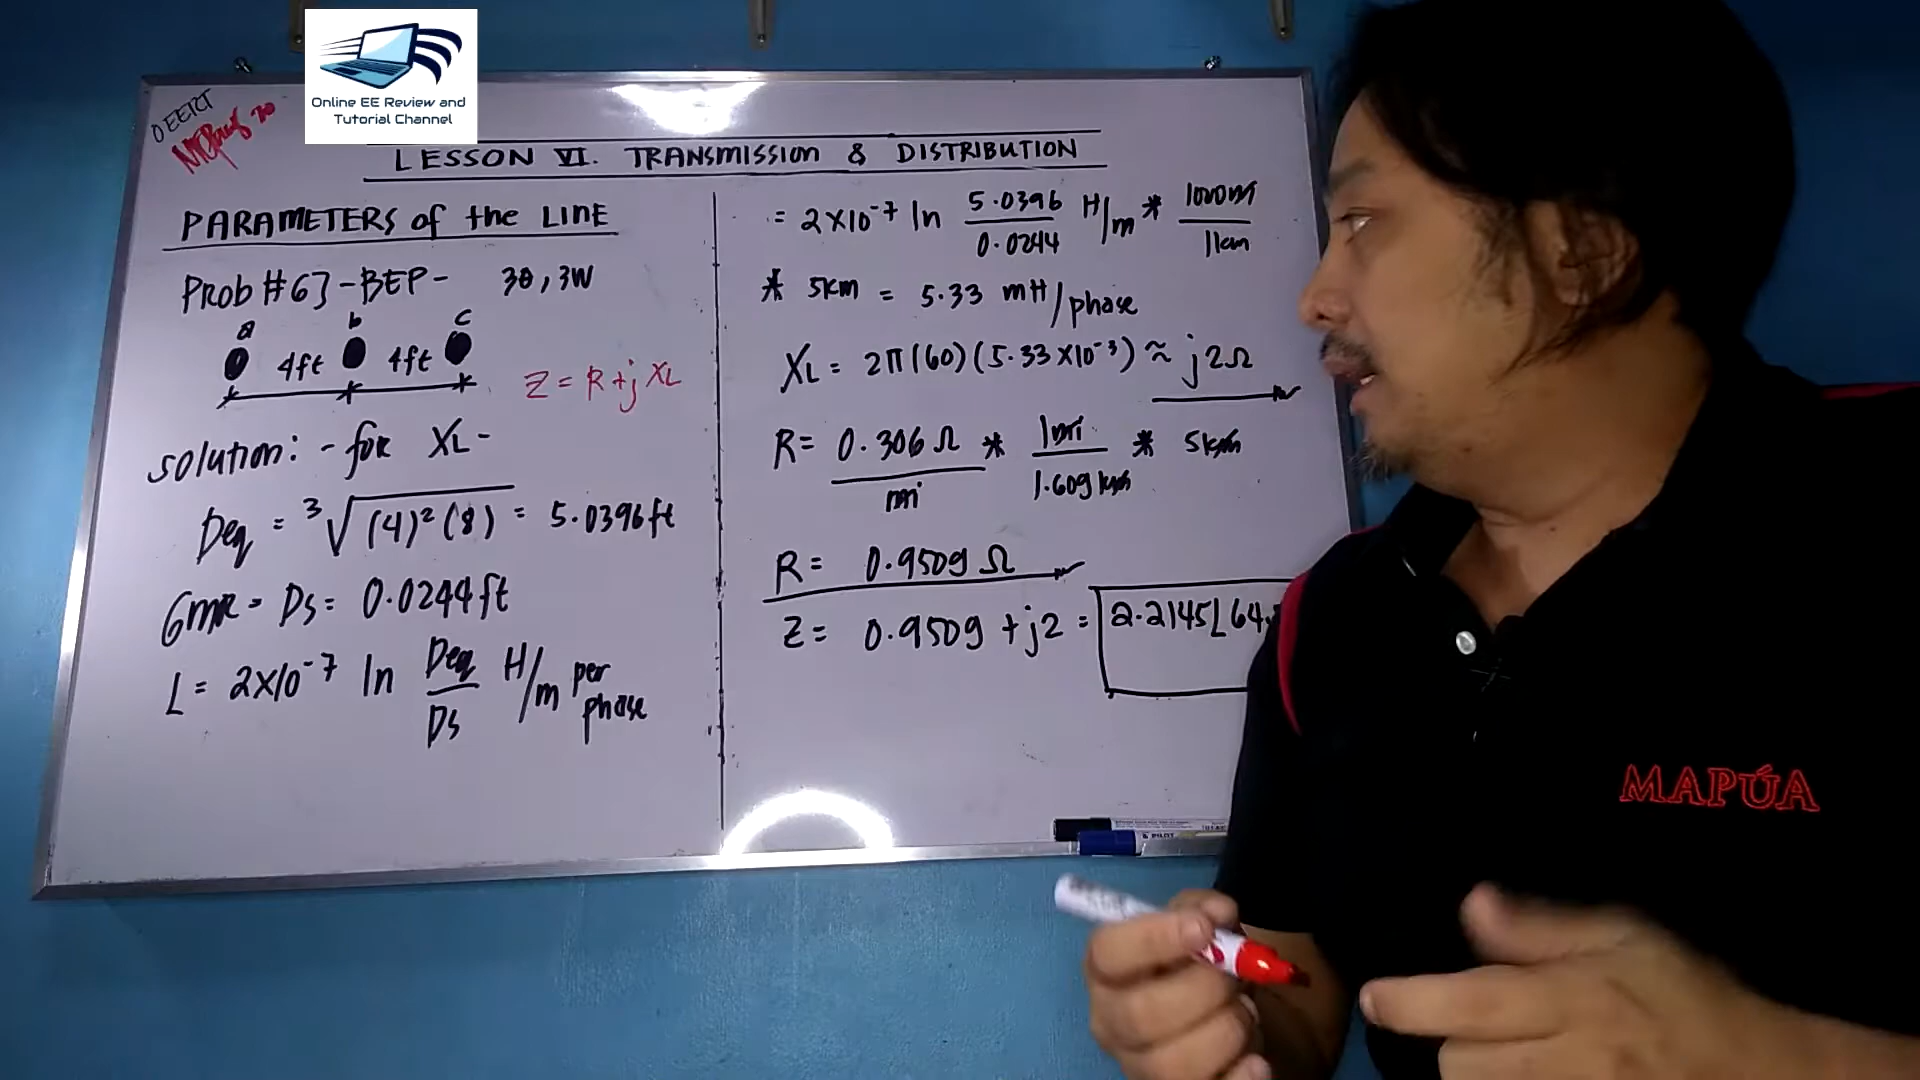 Online EE Review and
Tutorial Channel
OEERT
LESSON VI. TRANSMISSION & DISTRIBUTION
PARAMETERS of the LINE
Prob #67 -BEP- 3θ, 3W
a b c
4ft 4ft
Z = R + j XL
Solution: - for XL -
Deq = ³√(4)²(8) = 5.0396 ft
GMR = Ds = 0.0244 ft
L = 2x10⁻⁷ ln Deq/Ds H/m per phase
= 2x10⁻⁷ ln 5.0396/0.0244 H/m * 1000m/1km
* 5km = 5.33 mH/phase
XL = 2π(60)(5.33x10⁻³) ≈ j2Ω
R = 0.306 Ω/mi * 1mi/1.609 km * 5km
R = 0.9509 Ω
Z = 0.9509 + j2 = 2.2145∠64.
MAPÚA
PILOT